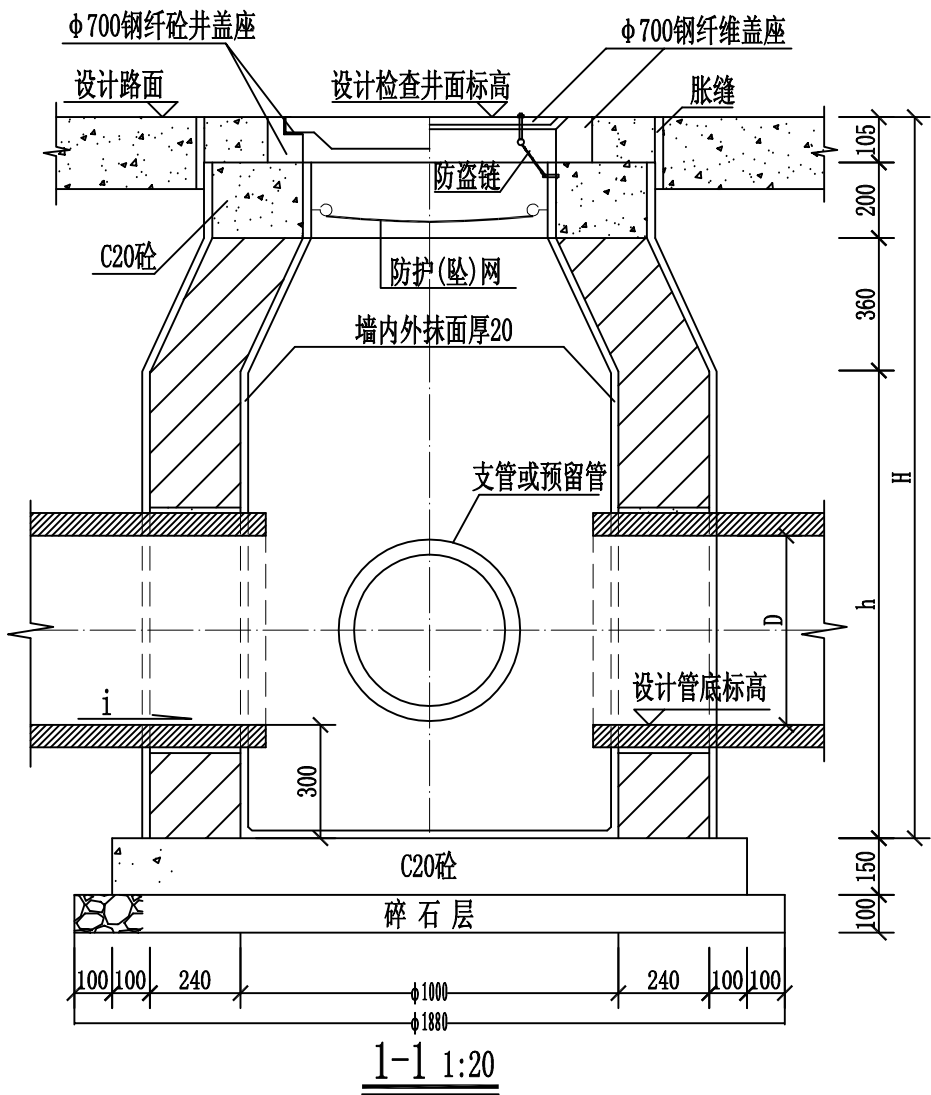 φ700钢纤砼井盖座
φ700钢纤维盖座
设计路面
设计检查井面标高
胀缝
105
防盗链
200
C20砼
防护(坠)网
360
墙内外抹面厚20
H
支管或预留管
h
D
设计管底标高
i
300
C20砼
150
碎石层
100
100 100 240 φ1000 240 100 100
φ1880
1-1 1:20